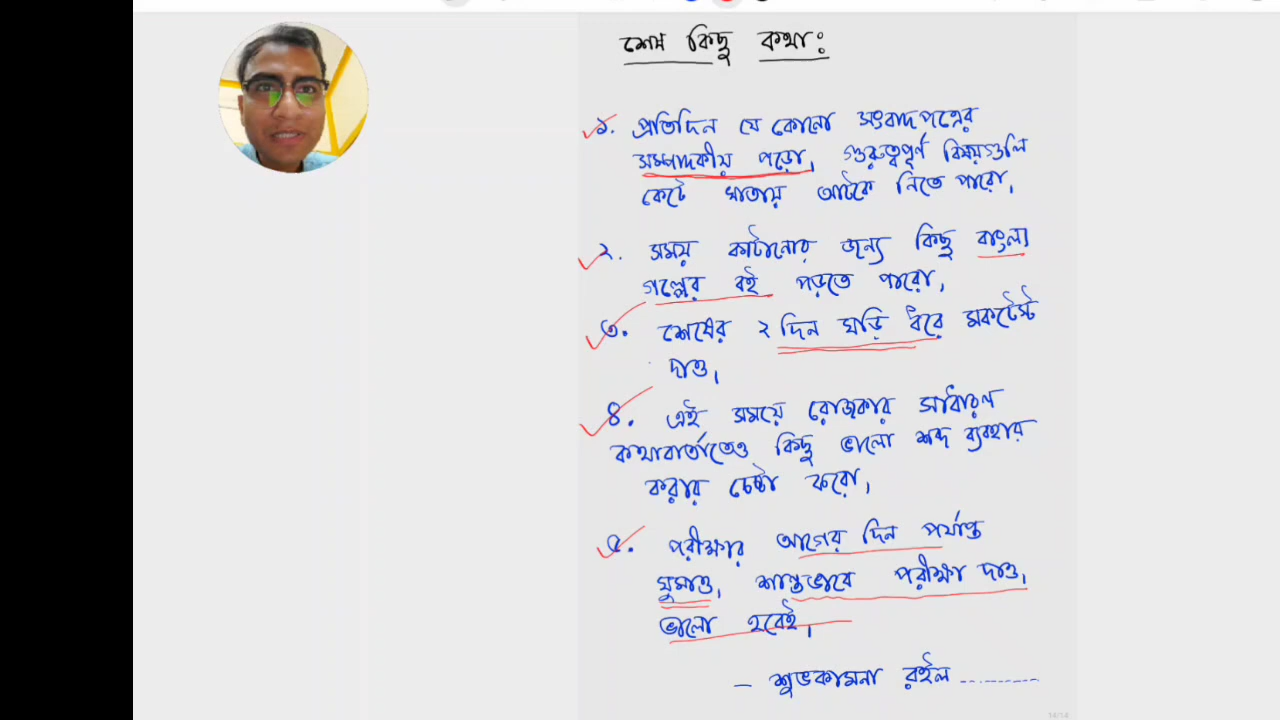 শেষ কিছু কথা:
১. প্রতিদিন যে কোনো সংবাদপত্রের
সম্পাদকীয় পড়ো। গুরুত্বপূর্ণ বিষয়গুলি
কেটে খাতায় আটকে নিতে পারো।
২. সময় কাটানোর জন্য কিছু বাংলা
গল্পের বই পড়তে পারো।
৩. শেষের ২ দিন ঘড়ি ধরে মকটেস্ট
দাও।
৪. এই সময়ে রোজকার সাধারণ
কথাবার্তাতেও কিছু ভালো শব্দ ব্যবহার
করার চেষ্টা করো।
৫. পরীক্ষার আগের দিন পর্যাপ্ত
ঘুমাও। শান্তভাবে পরীক্ষা দাও।
ভালো হবেই।
– শুভকামনা রইল ..............
14/14